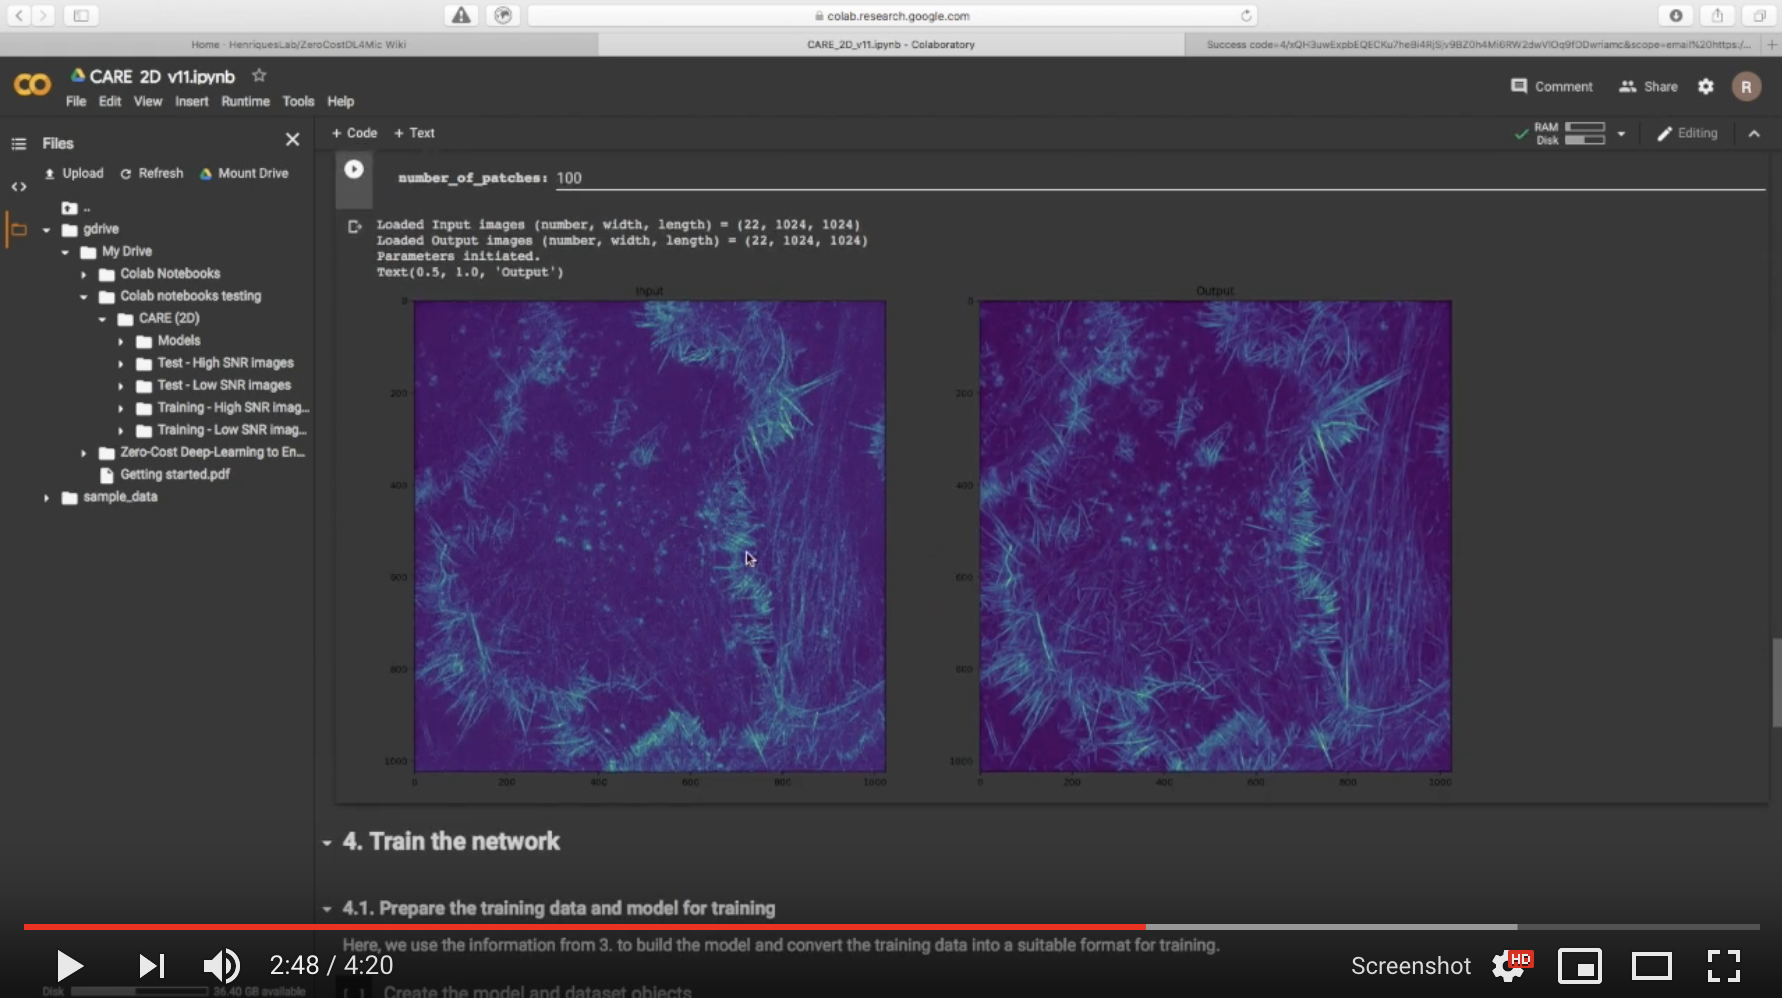 colab.research.google.com
Home - HenriquesLab/ZeroCostDL4Mic Wiki
CARE_2D_v11.ipynb - Colaboratory
CARE 2D v11.ipynb
File Edit View Insert Runtime Tools Help
Comment
Share
R
Files
+ Code + Text
RAM
Disk
Editing
Upload Refresh Mount Drive
..
gdrive
My Drive
Colab Notebooks
Colab notebooks testing
CARE (2D)
Models
Test - High SNR images
Test - Low SNR images
Training - High SNR imag...
Training - Low SNR imag...
Zero-Cost Deep-Learning to En...
Getting started.pdf
sample_data
number_of_patches: 100
Loaded Input images (number, width, length) = (22, 1024, 1024)
Loaded Output images (number, width, length) = (22, 1024, 1024)
Parameters initiated.
Text(0.5, 1.0, 'Output')
Input
0
200
400
600
800
1000
0 200 400 600 800 1000
Output
0
200
400
600
800
1000
0 200 400 600 800 1000
4. Train the network
4.1. Prepare the training data and model for training
Here, we use the information from 3. to build the model and convert the training data into a suitable format for training.
2:48 / 4:20
Screenshot
HD
Disk 36.40 GB available
[ ] Create the model and dataset objects